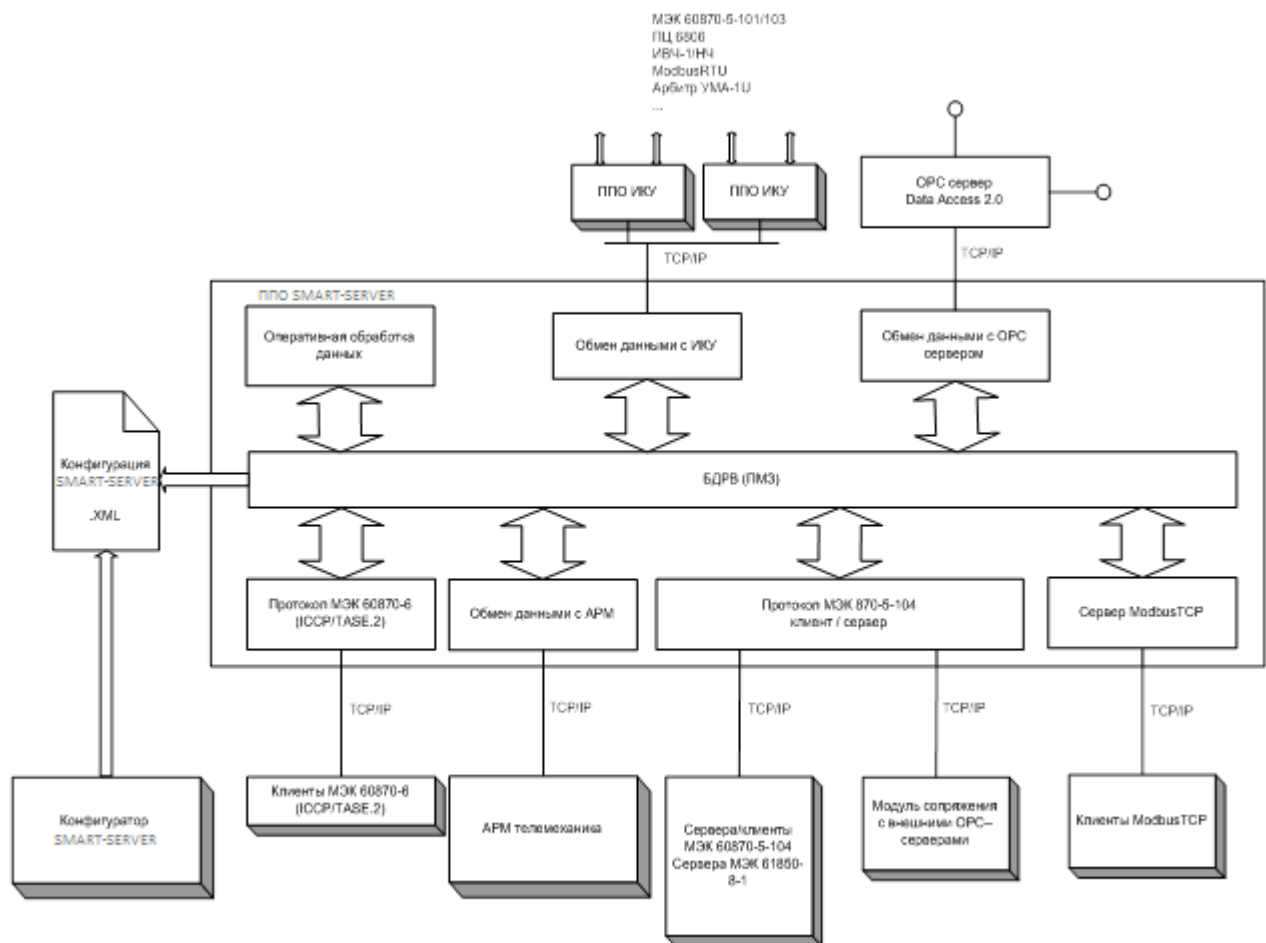 МЭК 60870-5-101/103
ПЦ 6806
ИВЧ-1/НЧ
ModbusRTU
Арбитр УМА-1U
...
ППО ИКУ
ППО ИКУ
OPC сервер
Data Access 2.0
TCP/IP
TCP/IP
ППО SMART-SERVER
Оперативная обработка
данных
Обмен данными с ИКУ
Обмен данными с OPC
сервером
Конфигурация
SMART-SERVER
.XML
БДРВ (ПМЗ)
Протокол МЭК 60870-6
(ICCP/TASE.2)
Обмен данными с АРМ
Протокол МЭК 870-5-104
клиент / сервер
Сервер ModbusTCP
TCP/IP
TCP/IP
TCP/IP
TCP/IP
TCP/IP
Конфигуратор
SMART-SERVER
Клиенты МЭК 60870-6
(ICCP/TASE.2)
АРМ телемеханика
Сервера/клиенты
МЭК 60870-5-104
Сервера МЭК 61850-
8-1
Модуль сопряжения
с внешними OPC–
серверами
Клиенты ModbusTCP